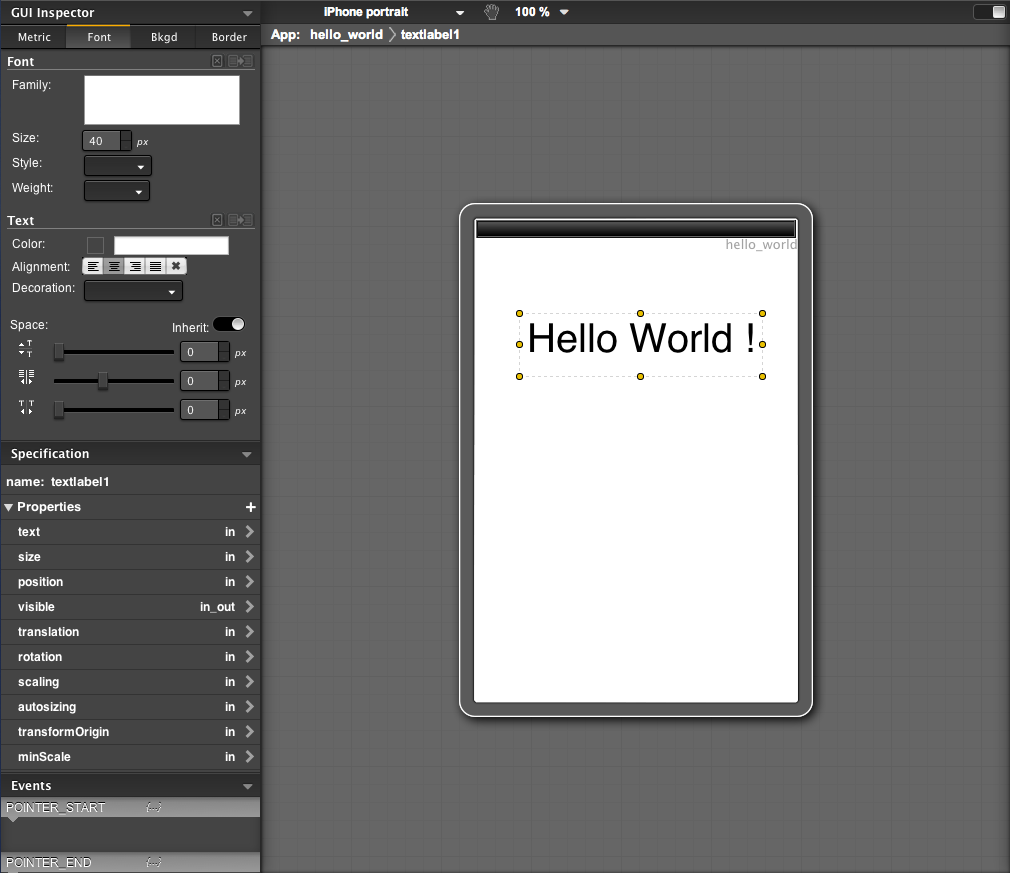 GUI Inspector
iPhone portrait
100 %
Metric
Font
Bkgd
Border
App: hello_world textlabel1
Font
Family:
Size: 40 px
Style:
Weight:
Text
Color:
Alignment:
Decoration:
Space:
Inherit:
0 px
0 px
0 px
Specification
name: textlabel1
Properties +
text in
size in
position in
visible in_out
translation in
rotation in
scaling in
autosizing in
transformOrigin in
minScale in
Events
POINTER_START {...}
POINTER_END {...}
hello_world
Hello World !